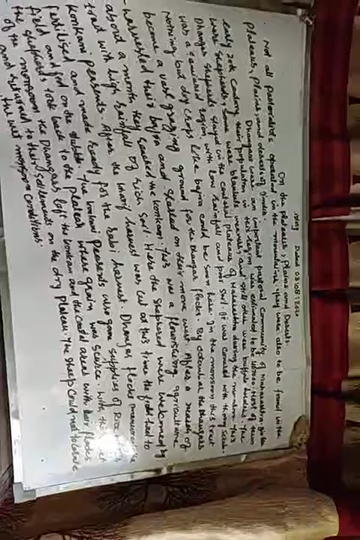 On the Plateaus, Plains and Deserts:
Not all pastoralists operated in the mountains. They were also to be found in the
Plateaus, Plains and deserts of India.
Dhangars were an important pastoral community of Maharashtra. In the
early 20th Century their population in this region was estimated to be
were shepherds, some were blanket weavers, and still others were buffalo herders. The
Dhangar shepherds stayed in the central plateau of Maharashtra during the monsoon. This
was a semi-arid region with low rainfall and poor soil. It was covered with thorny scrub.
Nothing but dry crops like bajra could be sown here. In the monsoon this tract
became a vast grazing ground for the Dhangar flocks. By october the Dhangars
harvested their bajra and started on their move west. After a march of
about a month they reached the Konkan. This was a flourishing agricultural
tract with high rainfall and rich soil. Here the shepherds were welcomed by
Konkani peasants. After the kharif harvest was cut at this time, the fields had to
fertilised and made ready for the rabi harvest. Dhangar flocks manured the
field and fed on the stubble. The Konkani peasants also gave supplies of Rice
the shepherds took back to the plateau where grain was scarce. With the onset
of the monsoon the Dhangars left the Konkan and the coastal areas with their flocks
and returned to their settlements on the dry plateau. The sheep could not tolerate
the wet monsoon conditions.